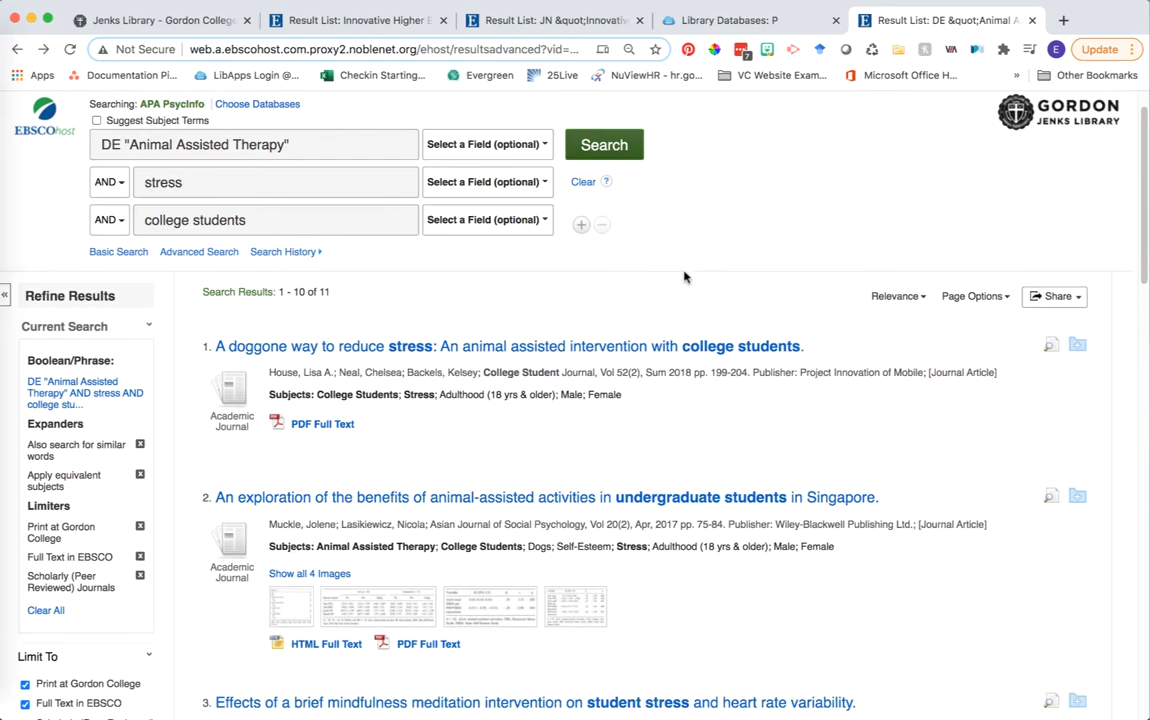 Jenks Library - Gordon College
Result List: Innovative Higher E
Result List: JN &quot;Innovativ
Library Databases: P
Result List: DE &quot;Animal A
Not Secure
web.a.ebscohost.com.proxy2.noblenet.org/ehost/resultsadvanced?vid=...
7
E
Update
Apps
Documentation Pl...
LibApps Login @...
Checkin Starting...
Evergreen
25Live
NuViewHR - hr.go...
VC Website Exam...
Microsoft Office H...
»
Other Bookmarks
EBSCOhost
Searching: APA PsycInfo Choose Databases
Suggest Subject Terms
DE "Animal Assisted Therapy"
Select a Field (optional)
Search
AND
stress
Select a Field (optional)
Clear ?
AND
college students
Select a Field (optional)
Basic Search Advanced Search Search History
GORDON
JENKS LIBRARY
«
Refine Results
Current Search
Boolean/Phrase:
DE "Animal Assisted
Therapy" AND stress AND
college stu...
Expanders
Also search for similar
words
Apply equivalent
subjects
Limiters
Print at Gordon
College
Full Text in EBSCO
Scholarly (Peer
Reviewed) Journals
Clear All
Limit To
Print at Gordon College
Full Text in EBSCO
Search Results: 1 - 10 of 11
Relevance
Page Options
Share
1. A doggone way to reduce stress: An animal assisted intervention with college students.
House, Lisa A.; Neal, Chelsea; Backels, Kelsey; College Student Journal, Vol 52(2), Sum 2018 pp. 199-204. Publisher: Project Innovation of Mobile; [Journal Article]
Subjects: College Students; Stress; Adulthood (18 yrs & older); Male; Female
Academic
Journal
PDF Full Text
2. An exploration of the benefits of animal-assisted activities in undergraduate students in Singapore.
Muckle, Jolene; Lasikiewicz, Nicola; Asian Journal of Social Psychology, Vol 20(2), Apr, 2017 pp. 75-84. Publisher: Wiley-Blackwell Publishing Ltd.; [Journal Article]
Subjects: Animal Assisted Therapy; College Students; Dogs; Self-Esteem; Stress; Adulthood (18 yrs & older); Male; Female
Academic
Journal
Show all 4 Images
HTML Full Text
PDF Full Text
3. Effects of a brief mindfulness meditation intervention on student stress and heart rate variability.